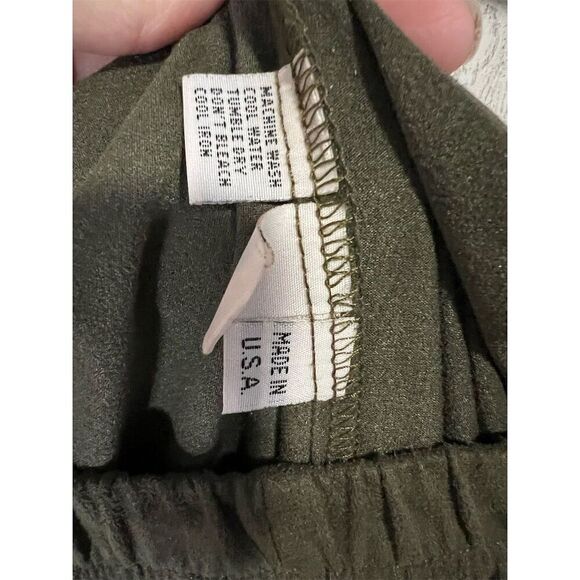 MACHINE WASH
COOL WATER
TUMBLE DRY
DON'T BLEACH
COOL IRON
MADE IN
U.S.A.